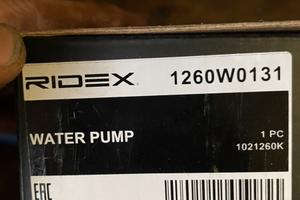 RIDEX 1260W0131
WATER PUMP
1 PC
1021260K
EAC